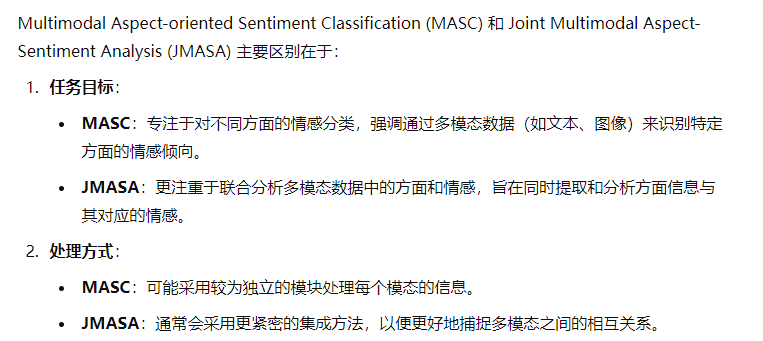 Multimodal Aspect-oriented Sentiment Classification (MASC) 和 Joint Multimodal Aspect-
Sentiment Analysis (JMASA) 主要区别在于：
1. 任务目标：
• MASC：专注于对不同方面的情感分类，强调通过多模态数据（如文本、图像）来识别特定
方面的情感倾向。
• JMASA：更注重于联合分析多模态数据中的方面和情感，旨在同时提取和分析方面信息与
其对应的情感。
2. 处理方式：
• MASC：可能采用较为独立的模块处理每个模态的信息。
• JMASA：通常会采用更紧密的集成方法，以便更好地捕捉多模态之间的相互关系。